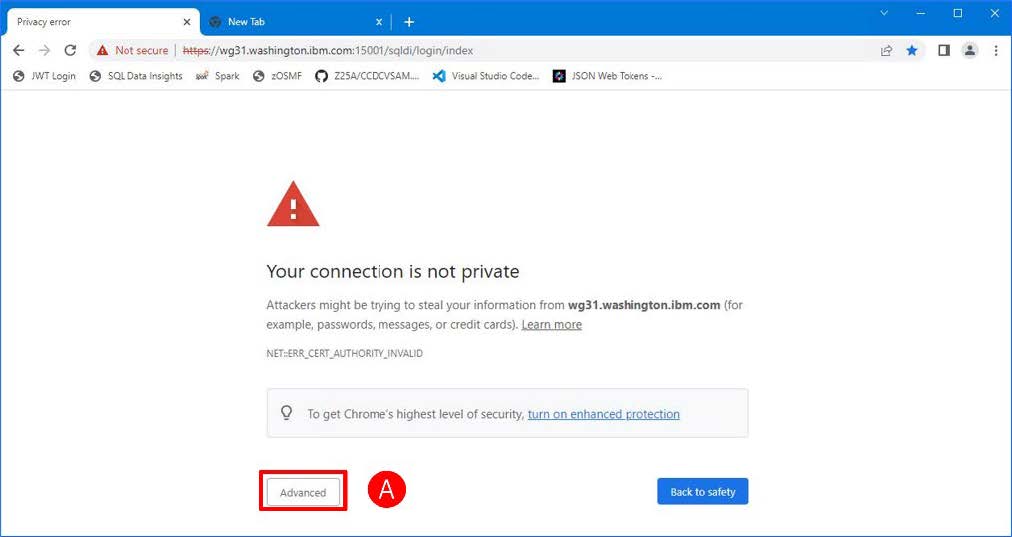 Privacy error
New Tab
Not secure | https://wg31.washington.ibm.com:15001/sqldi/login/index
JWT Login SQL Data Insights Spark zOSMF Z25A/CCDCVSAM.... Visual Studio Code... JSON Web Tokens -...
Your connection is not private
Attackers might be trying to steal your information from wg31.washington.ibm.com (for
example, passwords, messages, or credit cards). Learn more
NET::ERR_CERT_AUTHORITY_INVALID
To get Chrome's highest level of security, turn on enhanced protection
Advanced
A
Back to safety